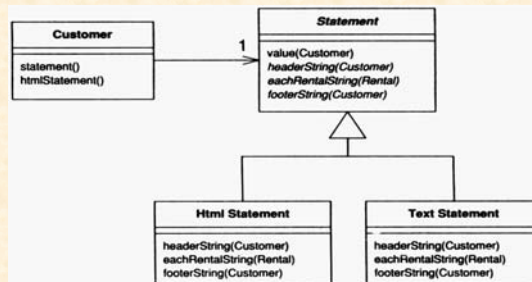 Customer
statement()
htmlStatement()
1
Statement
value(Customer)
headerString(Customer)
eachRentalString(Rental)
footerString(Customer)
Html Statement
headerString(Customer)
eachRentalString(Rental)
footerString(Customer)
Text Statement
headerString(Customer)
eachRentalString(Rental)
footerString(Customer)